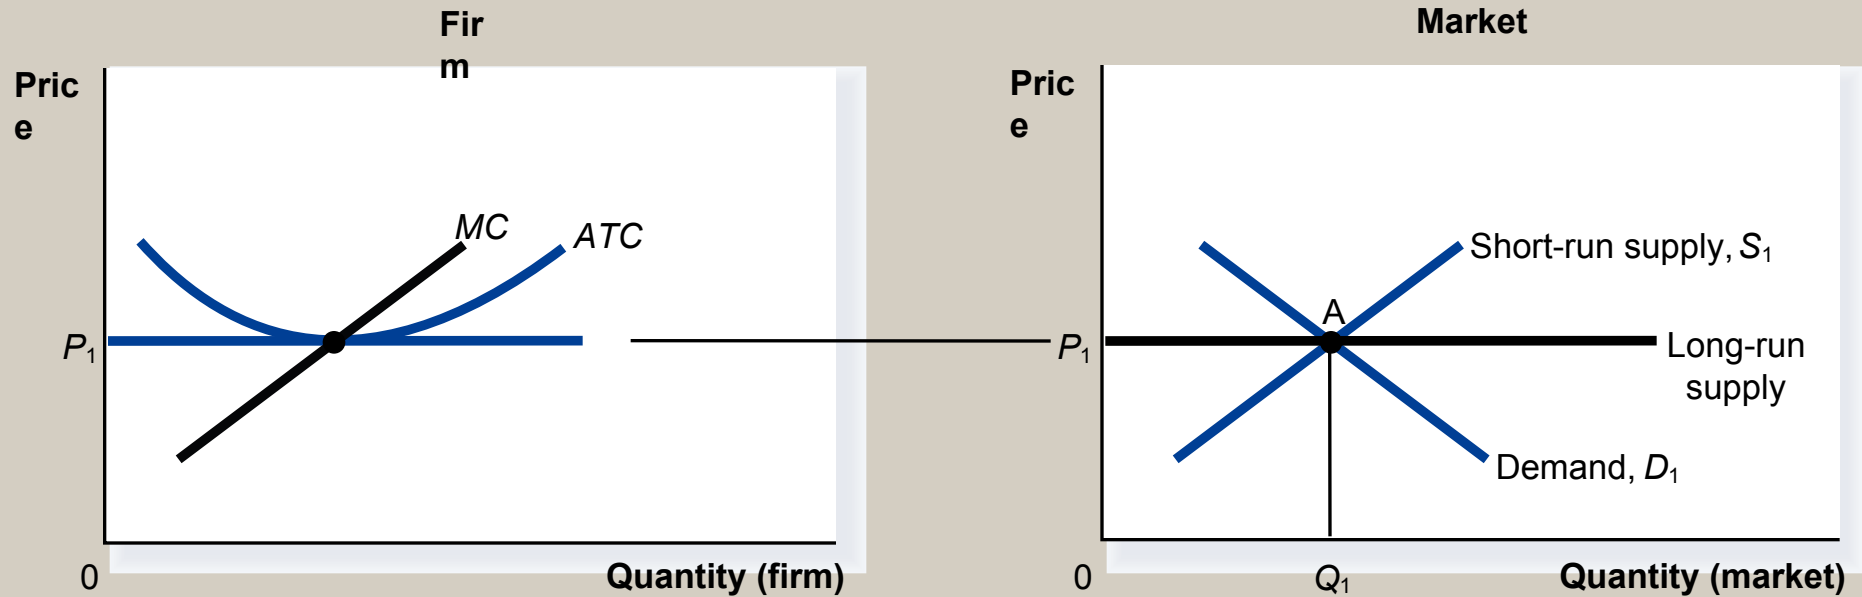 Fir
m
Pric
e
MC
ATC
P1
0
Quantity (firm)
Market
Pric
e
Short-run supply, S1
A
P1
Long-run
supply
Demand, D1
0
Q1
Quantity (market)